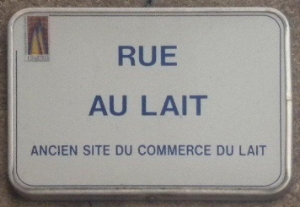 RUE
AU LAIT
ANCIEN SITE DU COMMERCE DU LAIT